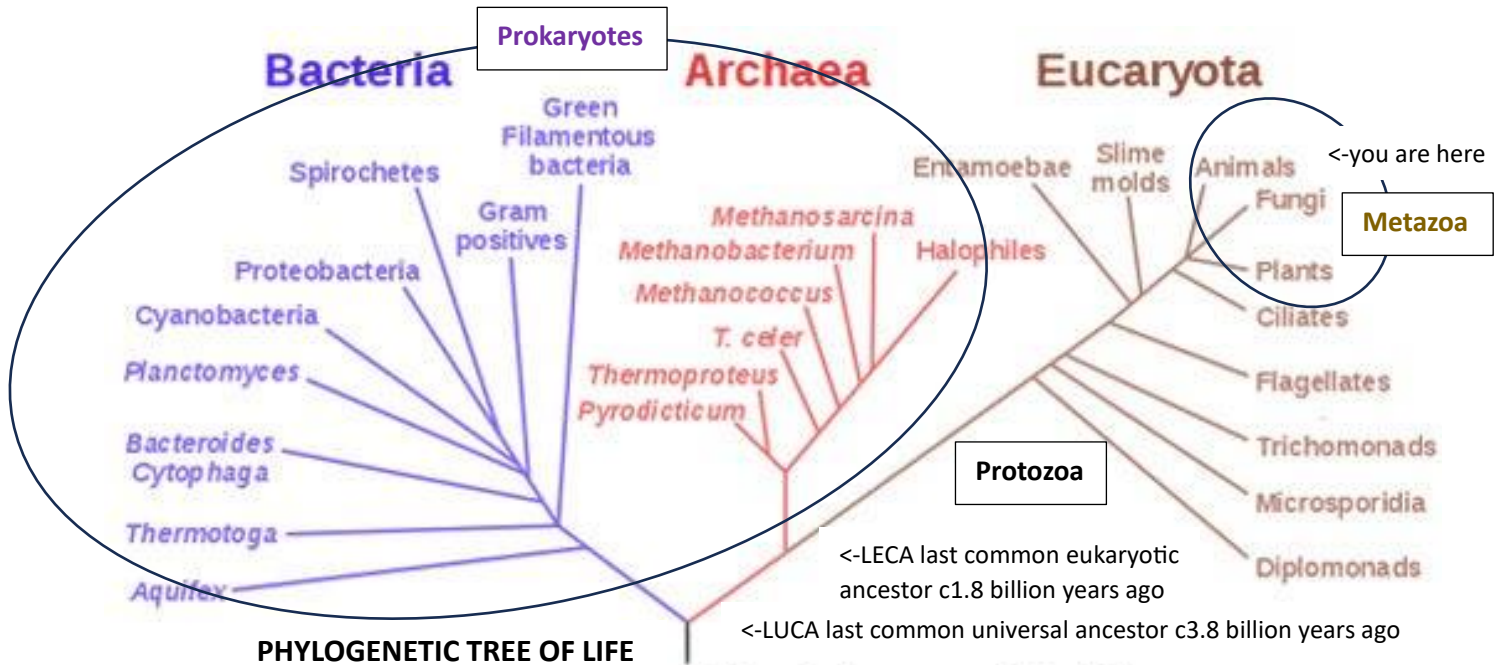 Prokaryotes
Bacteria
Archaea
Eucaryota
Green
Filamentous
bacteria
Spirochetes
Gram
positives
Proteobacteria
Cyanobacteria
Planctomyces
Bacteroides
Cytophaga
Thermotoga
Aquifex
Methanosarcina
Methanobacterium
Halophiles
Methanococcus
T. celer
Thermoproteus
Pyrodicticum
Entamoebae
Slime
molds
Animals
<-you are here
Fungi
Metazoa
Plants
Ciliates
Flagellates
Trichomonads
Microsporidia
Diplomonads
Protozoa
<-LECA last common eukaryotic
ancestor c1.8 billion years ago
<-LUCA last common universal ancestor c3.8 billion years ago
PHYLOGENETIC TREE OF LIFE